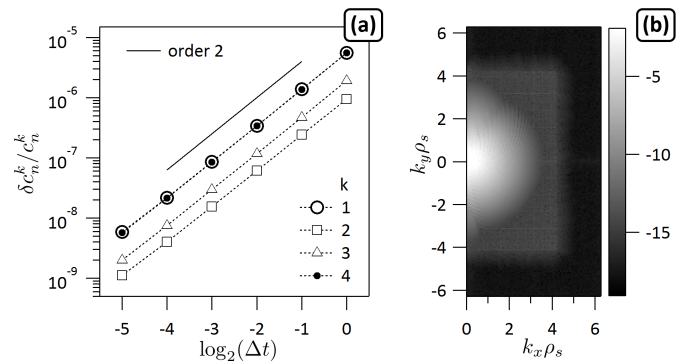 (a)
order 2
10^{-5}
10^{-6}
10^{-7}
10^{-8}
10^{-9}
δc_n^k/c_n^k
k
1
2
3
4
-5 -4 -3 -2 -1 0
log_2(Δt)
(b)
6
4
2
0
-2
-4
-6
k_yρ_s
0 2 4 6
k_xρ_s
-5
-10
-15